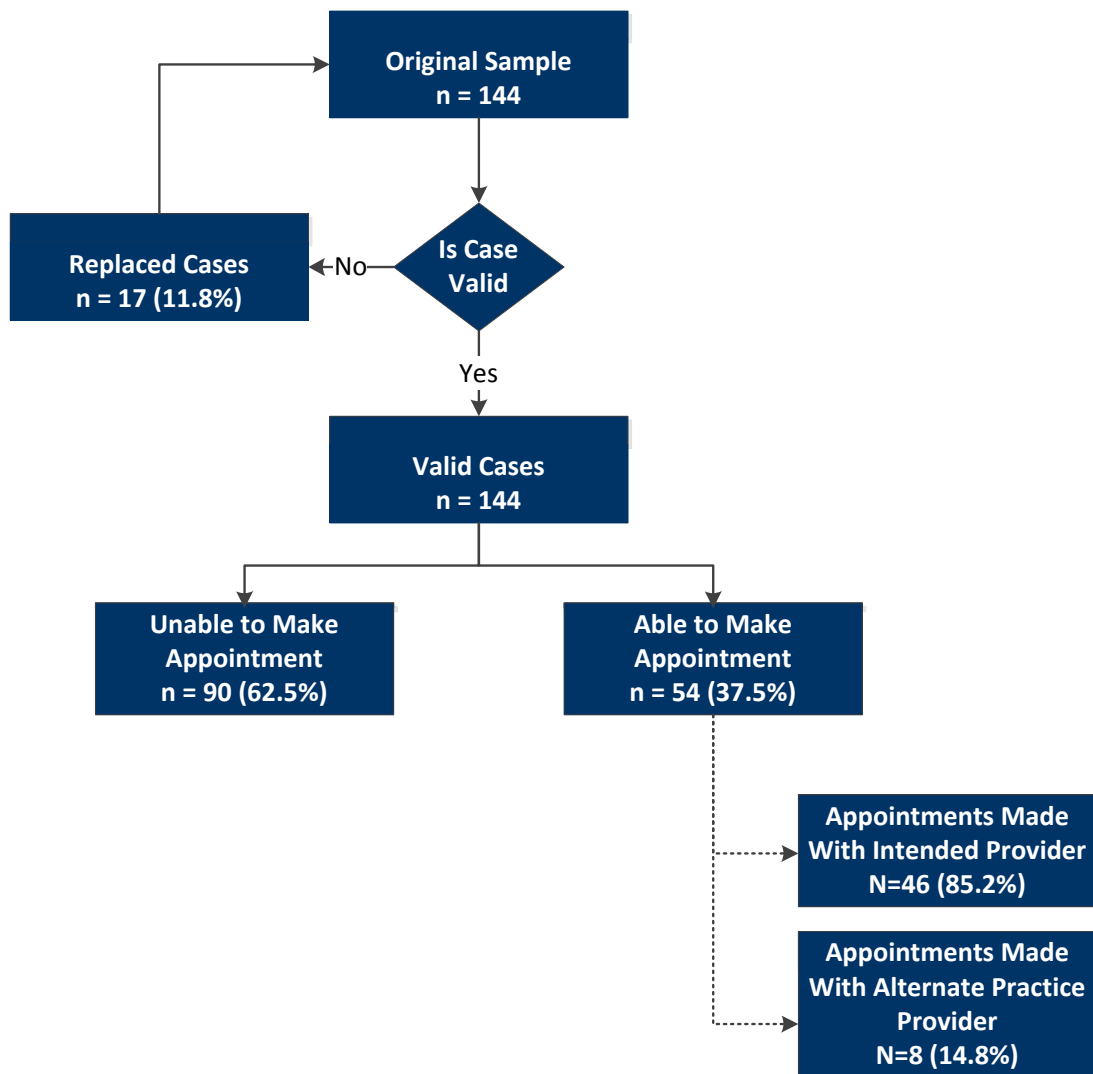 Original Sample
n = 144
Is Case
Valid
No
Replaced Cases
n = 17 (11.8%)
Yes
Valid Cases
n = 144
Unable to Make
Appointment
n = 90 (62.5%)
Able to Make
Appointment
n = 54 (37.5%)
Appointments Made
With Intended Provider
N=46 (85.2%)
Appointments Made
With Alternate Practice
Provider
N=8 (14.8%)